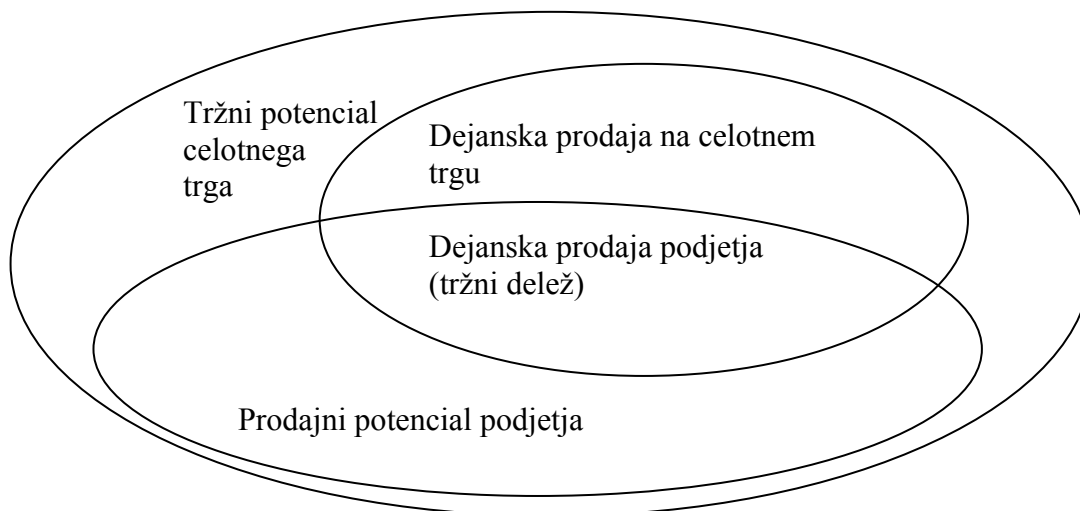 Tržni potencial
celotnega
trga
Dejanska prodaja na celotnem
trgu
Dejanska prodaja podjetja
(tržni delež)
Prodajni potencial podjetja